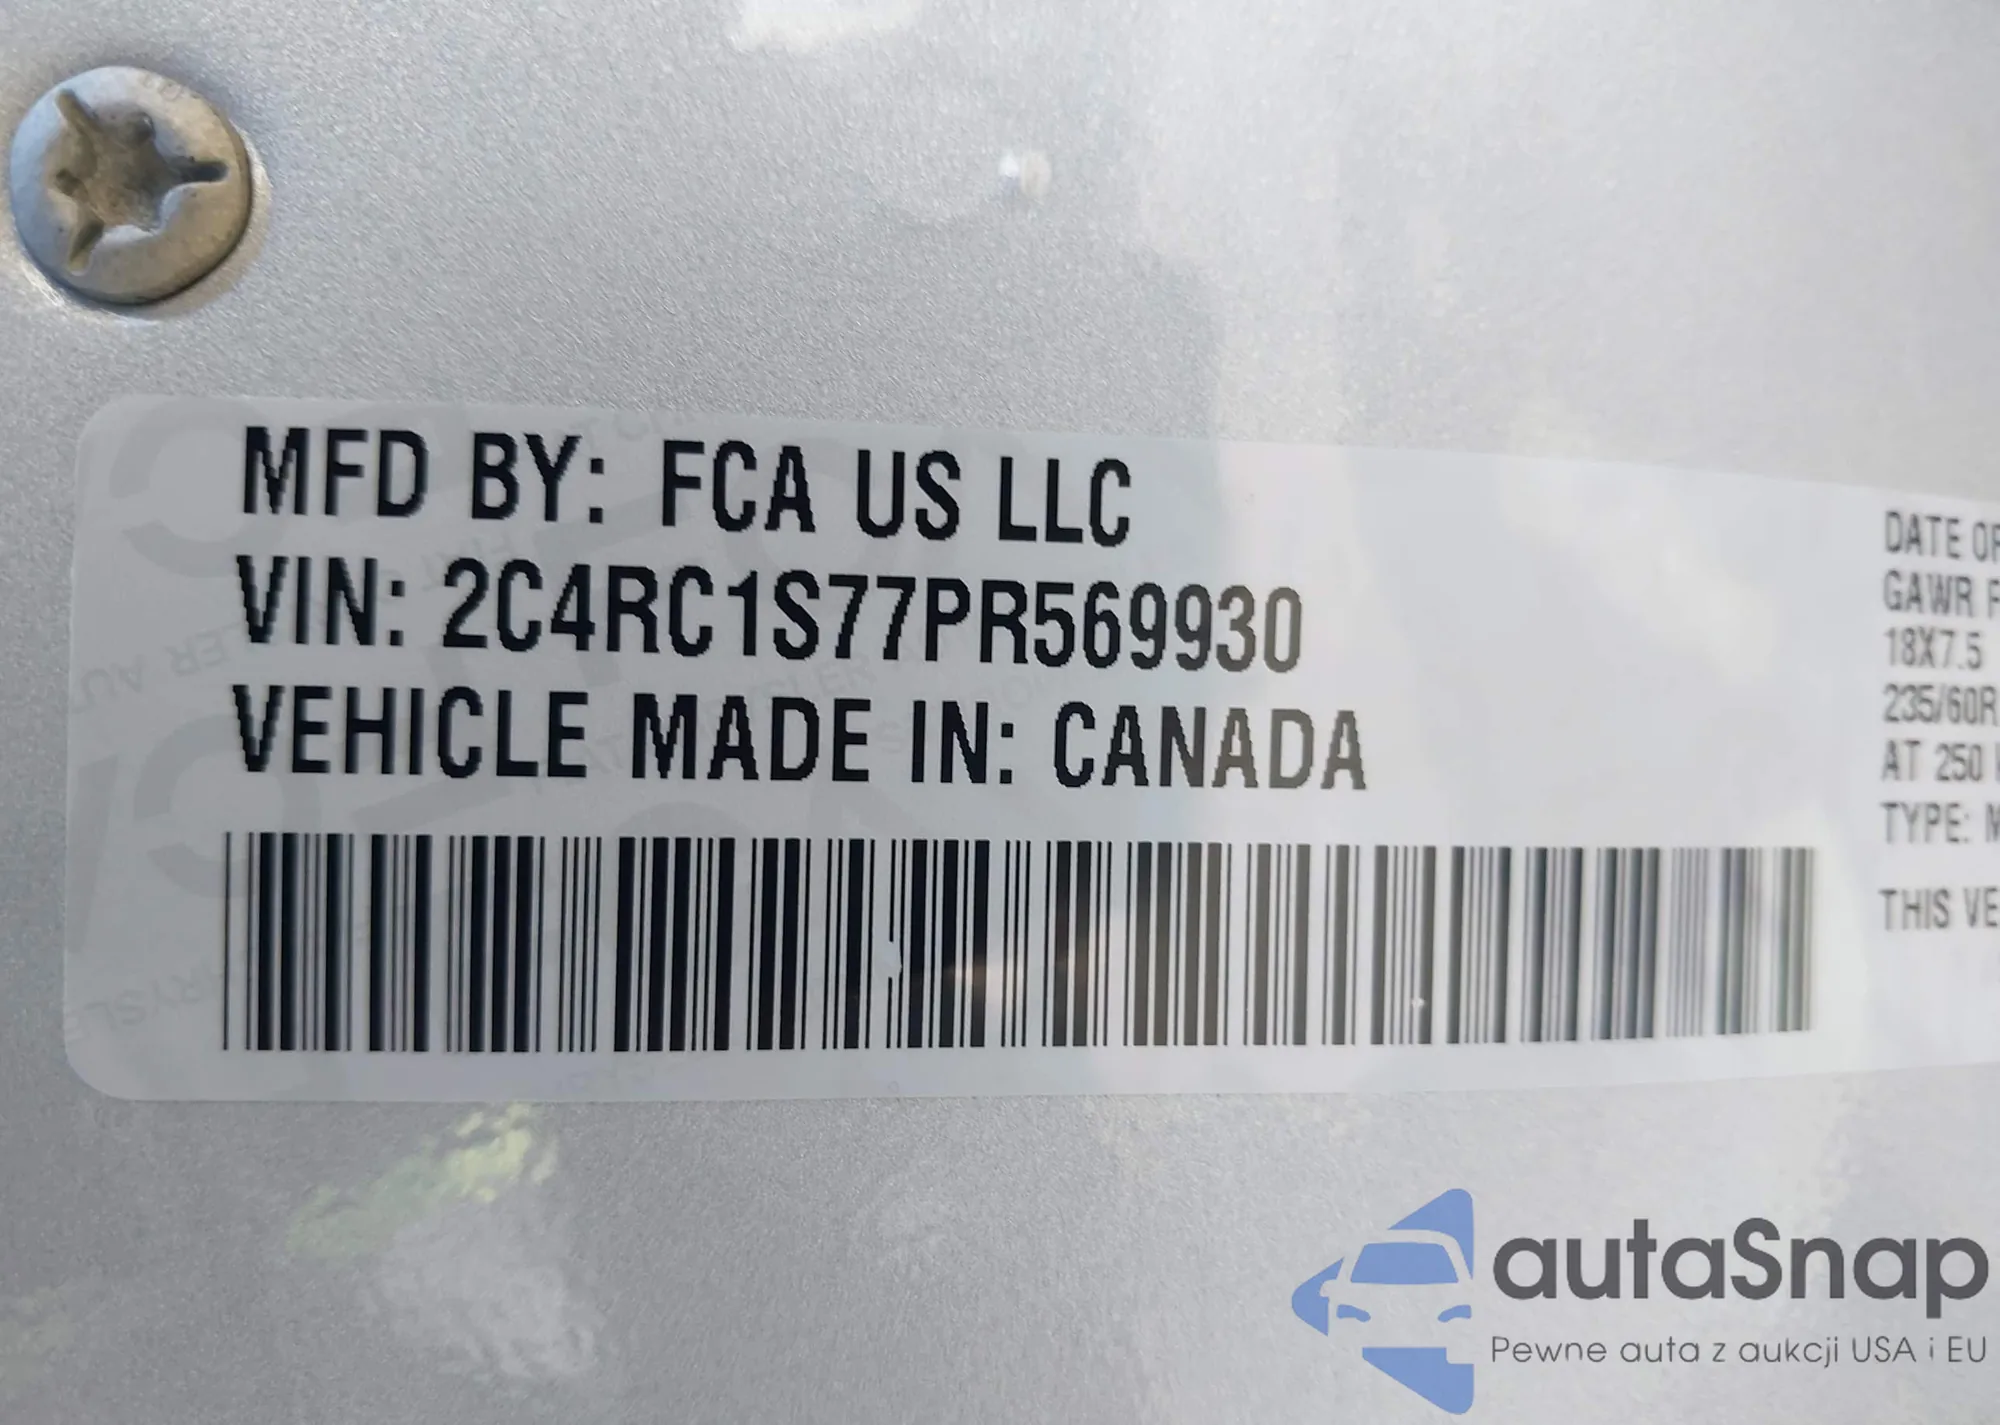 MFD BY: FCA US LLC
VIN: 2C4RC1S77PR569930
VEHICLE MADE IN: CANADA
DATE OF
GAWR F
18X7.5
235/60R
AT 250
TYPE: M
THIS VE
autaSnap
Pewne auta z aukcji USA i EU